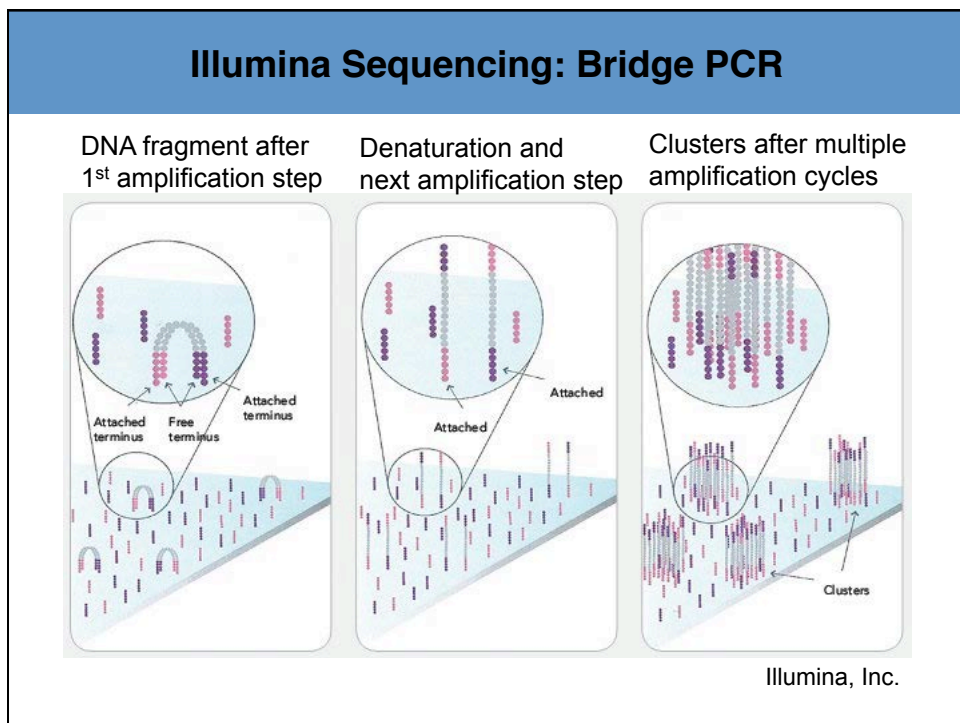 Illumina Sequencing: Bridge PCR
DNA fragment after
1st amplification step
Denaturation and
next amplification step
Clusters after multiple
amplification cycles
Attached
terminus
Free
terminus
Attached
terminus
Attached
Attached
Clusters
Illumina, Inc.